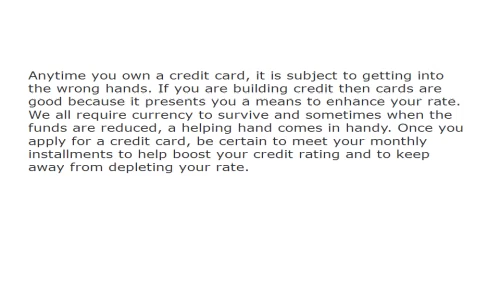 Anytime you own a credit card, it is subject to getting into
the wrong hands. If you are building credit then cards are
good because it presents you a means to enhance your rate.
We all require currency to survive and sometimes when the
funds are reduced, a helping hand comes in handy. Once you
apply for a credit card, be certain to meet your monthly
installments to help boost your credit rating and to keep
away from depleting your rate.